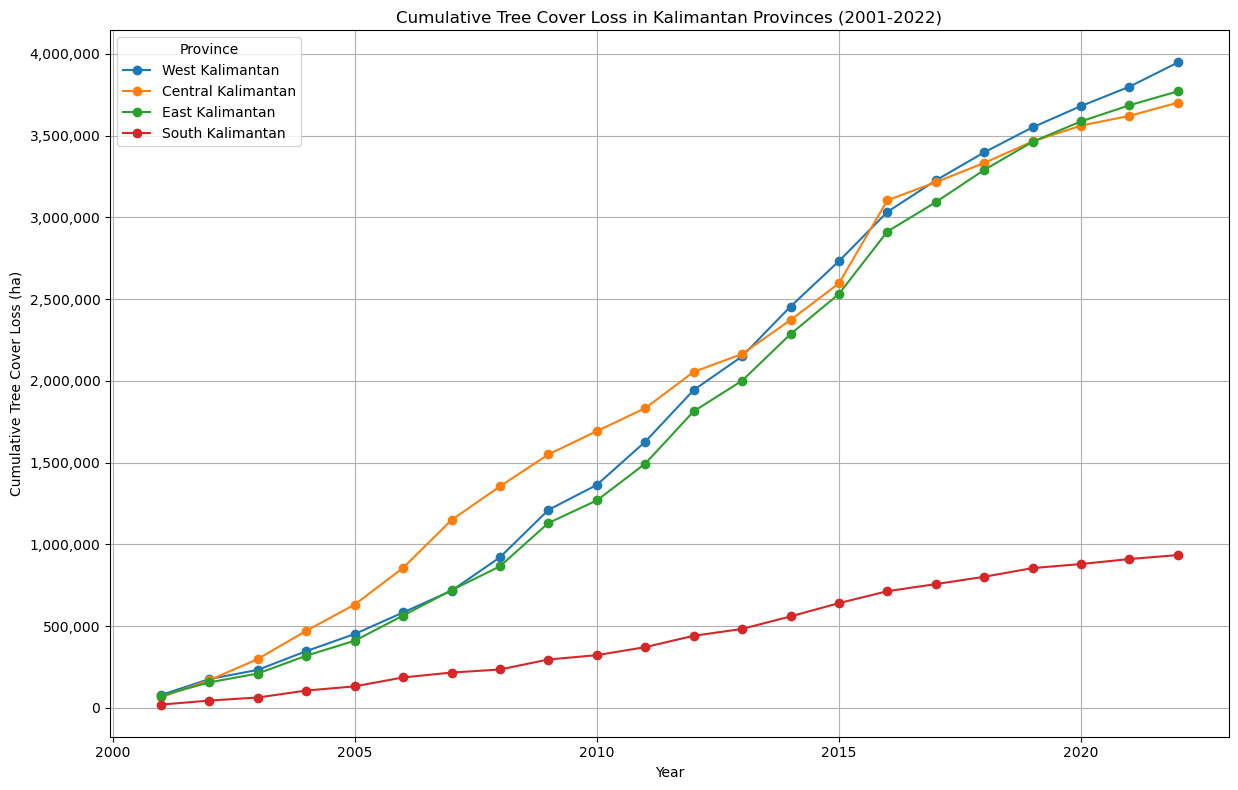 Cumulative Tree Cover Loss in Kalimantan Provinces (2001-2022)
Province
West Kalimantan
Central Kalimantan
East Kalimantan
South Kalimantan
4,000,000
3,500,000
3,000,000
2,500,000
2,000,000
1,500,000
1,000,000
500,000
0
Cumulative Tree Cover Loss (ha)
2000
2005
2010
2015
2020
Year